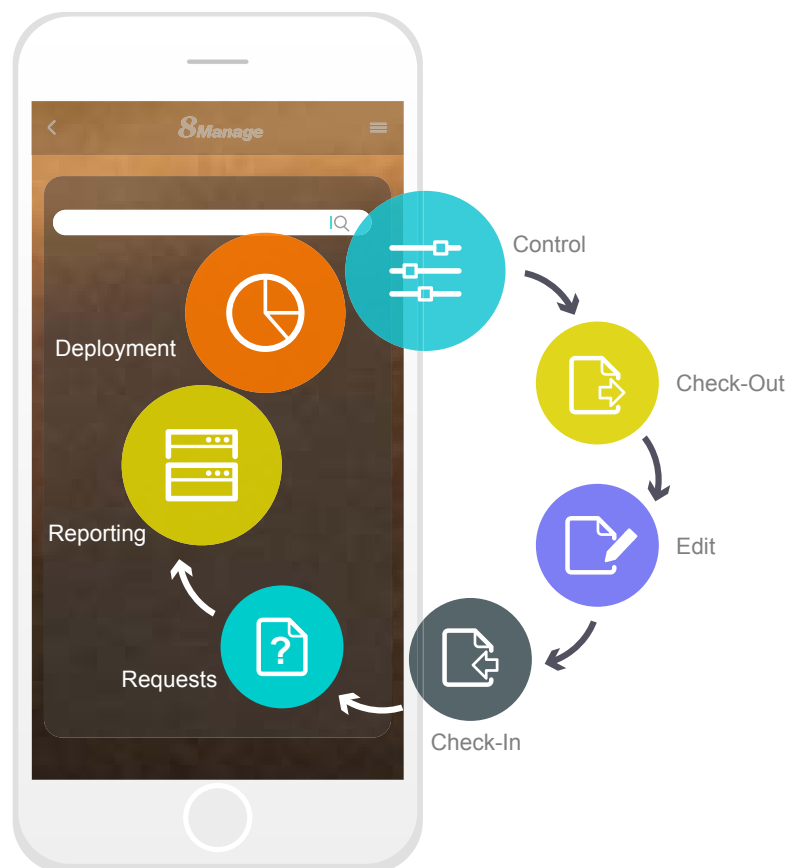 8Manage
Control
Deployment
Check-Out
Reporting
Edit
Requests
Check-In
?